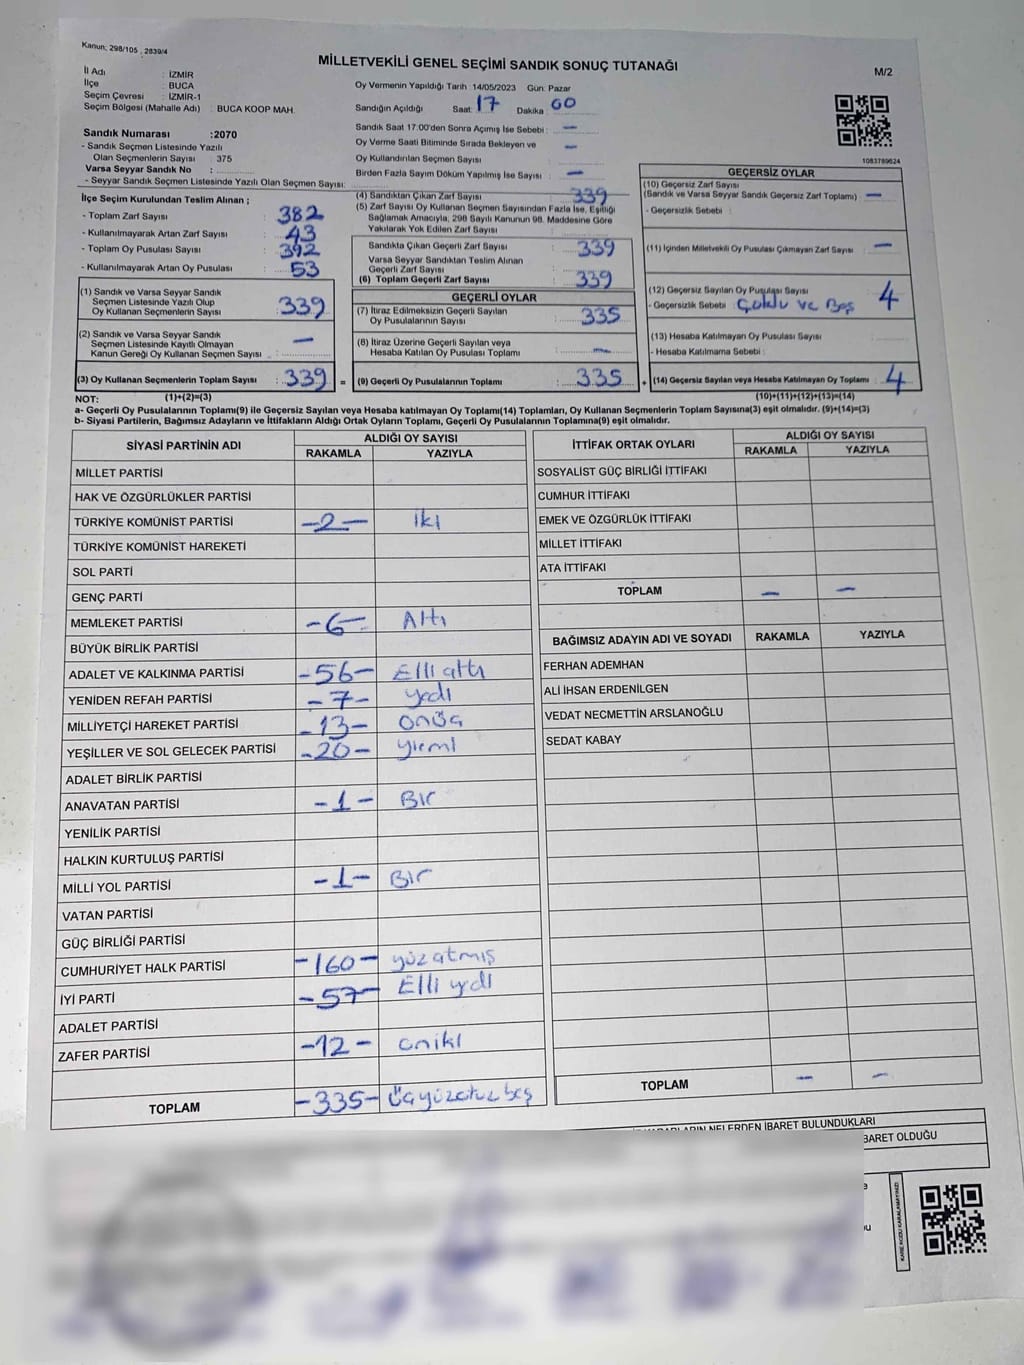 Kanun; 298/105 , 2839/4
MİLLETVEKİLİ GENEL SEÇİMİ SANDIK SONUÇ TUTANAĞI
M/2
İl Adı : İZMİR
İlçe : BUCA
Seçim Çevresi : İZMİR-1
Seçim Bölgesi (Mahalle Adı) : BUCA KOOP MAH.
Oy Vermenin Yapıldığı Tarih 14/05/2023 Gün: Pazar
Sandığın Açıldığı Saat: 17 Dakika 00
Sandık Saat 17:00'den Sonra Açımış İse Sebebi : —
Oy Verme Saati Bitiminde Sırada Bekleyen ve
Oy Kullandırılan Seçmen Sayısı : —
Birden Fazla Sayım Döküm Yapılmış İse Sayısı : —
Sandık Numarası :2070
- Sandık Seçmen Listesinde Yazılı
Olan Seçmenlerin Sayısı : 375
Varsa Seyyar Sandık No :
- Seyyar Sandık Seçmen Listesinde Yazılı Olan Seçmen Sayısı:
1083789624
İlçe Seçim Kurulundan Teslim Alınan ;
- Toplam Zarf Sayısı : 382
- Kullanılmayarak Artan Zarf Sayısı : 43
- Toplam Oy Pusulası Sayısı : 392
- Kullanılmayarak Artan Oy Pusulası : 53
(1) Sandık ve Varsa Seyyar Sandık
Seçmen Listesinde Yazılı Olup
Oy Kullanan Seçmenlerin Sayısı : 339
(2) Sandık ve Varsa Seyyar Sandık
Seçmen Listesinde Kayıtlı Olmayan
Kanun Gereği Oy Kullanan Seçmen Sayısı : —
(3) Oy Kullanan Seçmenlerin Toplam Sayısı : 339 =
(4) Sandıktan Çıkan Zarf Sayısı : 339
(5) Zarf Sayısı Oy Kullanan Seçmen Sayısından Fazla İse, Eşitliği
Sağlamak Amacıyla, 298 Sayılı Kanunun 98. Maddesine Göre
Yakılarak Yok Edilen Zarf Sayısı :
Sandıkta Çıkan Geçerli Zarf Sayısı : 339
Varsa Seyyar Sandıktan Teslim Alınan
Geçerli Zarf Sayısı :
(6) Toplam Geçerli Zarf Sayısı : 339
GEÇERLİ OYLAR
(7) İtiraz Edilmeksizin Geçerli Sayılan
Oy Pusulalarının Sayısı : 335
(8) İtiraz Üzerine Geçerli Sayılan veya
Hesaba Katılan Oy Pusulası Toplamı : —
(9) Geçerli Oy Pusulalarının Toplamı : 335 +
GEÇERSİZ OYLAR
(10) Geçersiz Zarf Sayısı
(Sandık ve Varsa Seyyar Sandık Geçersiz Zarf Toplamı) : —
- Geçersizlik Sebebi :
(11) İçinden Milletvekili Oy Pusulası Çıkmayan Zarf Sayısı : —
(12) Geçersiz Sayılan Oy Pusulası Sayısı : 4
- Geçersizlik Sebebi : Çoklu ve Boş
(13) Hesaba Katılmayan Oy Pusulası Sayısı :
- Hesaba Katılmama Sebebi :
(14) Geçersiz Sayılan veya Hesaba Katılmayan Oy Toplamı : 4
NOT: (1)+(2)=(3) (10)+(11)+(12)+(13)=(14)
a- Geçerli Oy Pusulasının Toplamı(9) ile Geçersiz Sayılan veya Hesaba katılmayan Oy Toplamı(14) Toplamları, Oy Kullanan Seçmenlerin Toplam Sayısına(3) eşit olmalıdır. (9)+(14)=(3)
b- Siyasi Partilerin, Bağımsız Adayların ve İttifakların Aldığı Ortak Oyların Toplamı, Geçerli Oy Pusulalarının Toplamına(9) eşit olmalıdır.
SİYASİ PARTİNİN ADI ALDIĞI OY SAYISI
RAKAMLA YAZIYLA
MİLLET PARTİSİ
HAK VE ÖZGÜRLÜKLER PARTİSİ
TÜRKİYE KOMÜNİST PARTİSİ -2- iki
TÜRKİYE KOMÜNİST HAREKETİ
SOL PARTİ
GENÇ PARTİ
MEMLEKET PARTİSİ -6- Altı
BÜYÜK BİRLİK PARTİSİ
ADALET VE KALKINMA PARTİSİ -56- Elli altı
YENİDEN REFAH PARTİSİ -7- yedi
MİLLİYETÇİ HAREKET PARTİSİ -13- onüç
YEŞİLLER VE SOL GELECEK PARTİSİ -20- yirmi
ADALET BİRLİK PARTİSİ
ANAVATAN PARTİSİ -1- Bir
YENİLİK PARTİSİ
HALKIN KURTULUŞ PARTİSİ
MİLLİ YOL PARTİSİ -1- Bir
VATAN PARTİSİ
GÜÇ BİRLİĞİ PARTİSİ
CUMHURİYET HALK PARTİSİ -160- yüzatmış
İYİ PARTİ -57- Elli yedi
ADALET PARTİSİ
ZAFER PARTİSİ -12- oniki
TOPLAM -335- üçyüzotuzbeş
İTTİFAK ORTAK OYLARI ALDIĞI OY SAYISI
RAKAMLA YAZIYLA
SOSYALİST GÜÇ BİRLİĞİ İTTİFAKI
CUMHUR İTTİFAKI
EMEK VE ÖZGÜRLÜK İTTİFAKI
MİLLET İTTİFAKI
ATA İTTİFAKI
TOPLAM — —
BAĞIMSIZ ADAYIN ADI VE SOYADI RAKAMLA YAZIYLA
FERHAN ADEMHAN
ALİ İHSAN ERDENİLGEN
VEDAT NECMETTİN ARSLANOĞLU
SEDAT KABAY
TOPLAM — —
NELERDEN İBARET BULUNDUKLARI
İBARET OLDUĞU
KARE KODU KARALAMAYINIZ!